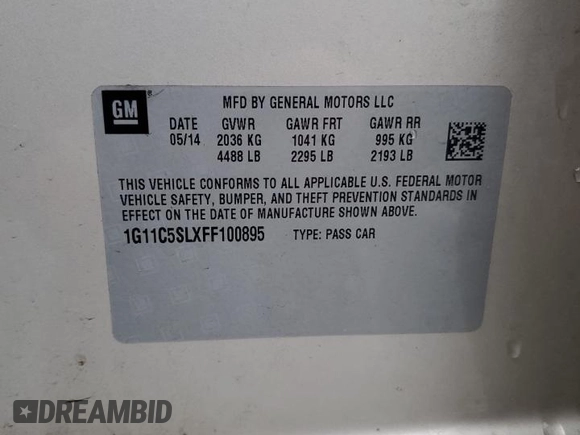 GM ®
MFD BY GENERAL MOTORS LLC
DATE GVWR GAWR FRT GAWR RR
05/14 2036 KG 1041 KG 995 KG
4488 LB 2295 LB 2193 LB
THIS VEHICLE CONFORMS TO ALL APPLICABLE U.S. FEDERAL MOTOR
VEHICLE SAFETY, BUMPER, AND THEFT PREVENTION STANDARDS IN
EFFECT ON THE DATE OF MANUFACTURE SHOWN ABOVE.
1G11C5SLXFF100895 TYPE: PASS CAR
DREAMBID